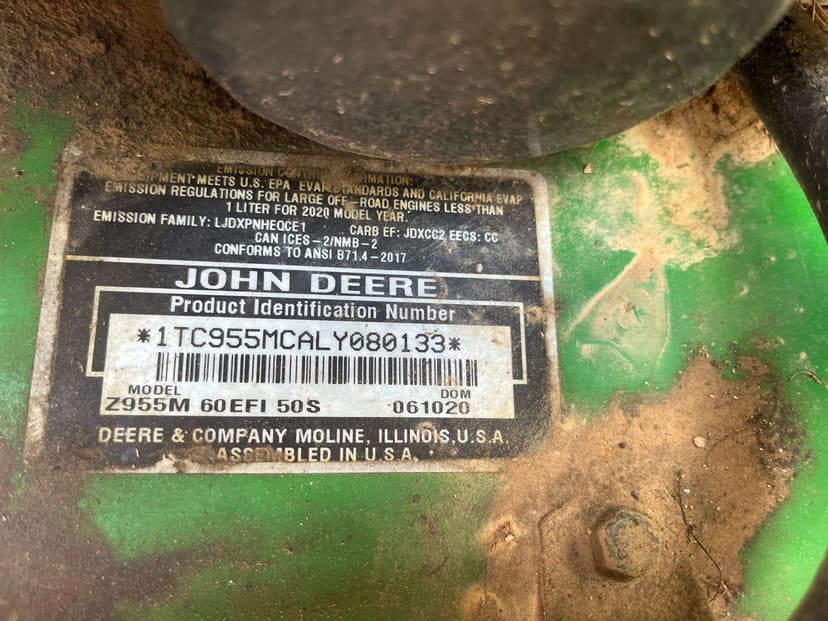 EMISSION INFORMATION
MEETS U.S. EPA EVAP STANDARDS AND CALIFORNIA EVAP
EMISSION REGULATIONS FOR LARGE OFF-ROAD ENGINES LESS THAN
1 LITER FOR 2020 MODEL YEAR.
EMISSION FAMILY: LJDXPNHEQCE1 CARB EF: JDXCC2 EECS: CC
CAN ICES-2/NMB-2
CONFORMS TO ANSI B71.4-2017
JOHN DEERE
Product Identification Number
*1TC955MCALY080133*
MODEL DOM
Z955M 60EFI 50S 061020
DEERE & COMPANY MOLINE, ILLINOIS, U.S.A.
ASSEMBLED IN U.S.A.